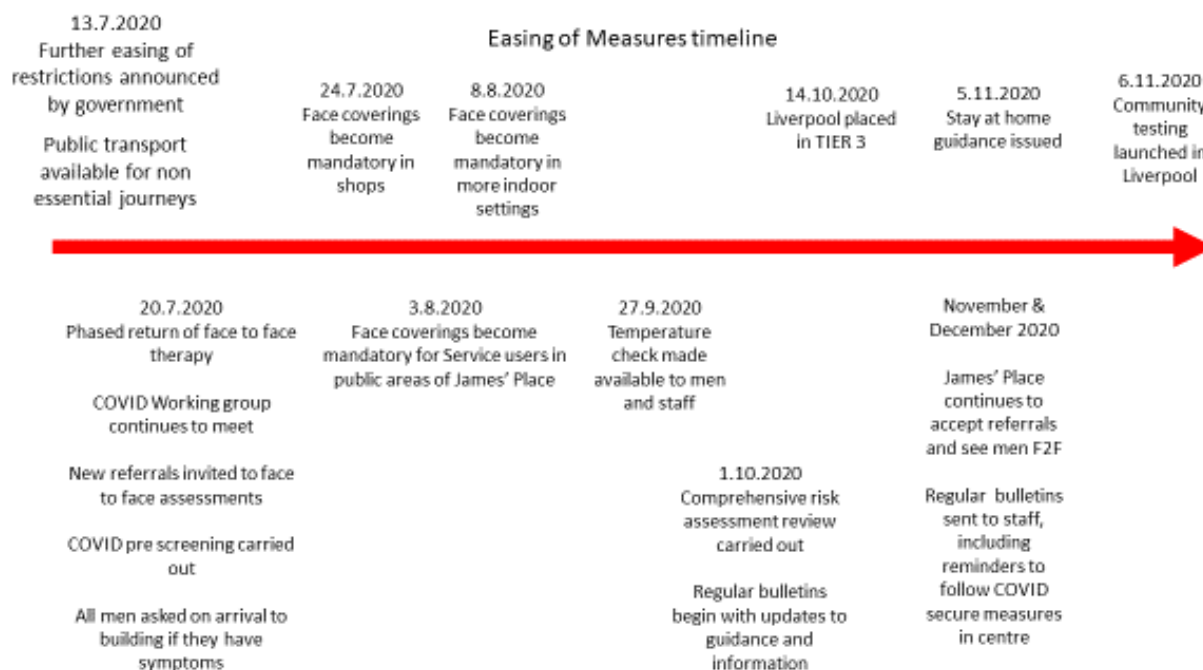 Easing of Measures timeline
13.7.2020
Further easing of
restrictions announced
by government
Public transport
available for non
essential journeys
24.7.2020
Face coverings
become
mandatory in
shops
8.8.2020
Face coverings
become
mandatory in
more indoor
settings
14.10.2020
Liverpool placed
in TIER 3
5.11.2020
Stay at home
guidance issued
6.11.2020
Community
testing
launched in
Liverpool
20.7.2020
Phased return of face to face
therapy
COVID Working group
continues to meet
New referrals invited to face
to face assessments
COVID pre screening carried
out
All men asked on arrival to
building if they have
symptoms
3.8.2020
Face coverings become
mandatory for Service users in
public areas of James’ Place
27.9.2020
Temperature
check made
available to men
and staff
1.10.2020
Comprehensive risk
assessment review
carried out
Regular bulletins
begin with updates to
guidance and
information
November &
December 2020
James’ Place
continues to
accept referrals
and see men F2F
Regular bulletins
sent to staff,
including
reminders to
follow COVID
secure measures
in centre